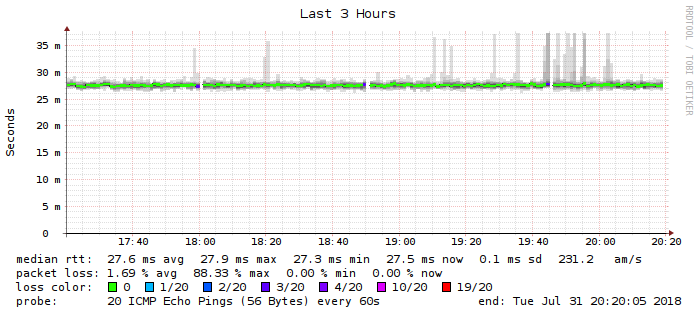 Last 3 Hours
RRDTOOL / TOBI OETIKER
Seconds
35 m
30 m
25 m
20 m
15 m
10 m
5 m
0
17:40 18:00 18:20 18:40 19:00 19:20 19:40 20:00 20:20
median rtt: 27.6 ms avg 27.9 ms max 27.3 ms min 27.5 ms now 0.1 ms sd 231.2 am/s
packet loss: 1.69 % avg 88.33 % max 0.00 % min 0.00 % now
loss color: 0 1/20 2/20 3/20 4/20 10/20 19/20
probe: 20 ICMP Echo Pings (56 Bytes) every 60s end: Tue Jul 31 20:20:05 2018